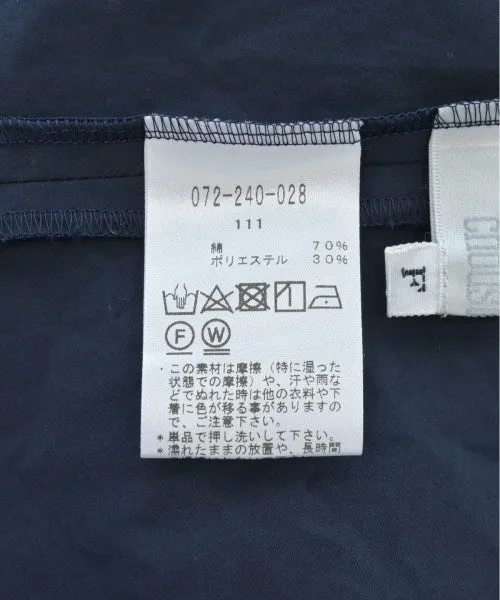 072-240-028
111
綿 70%
ポリエステル 30%
F
W
・この素材は摩擦（特に湿った
状態での摩擦）や、汗や雨な
どでぬれた時は他の衣料や下
着に色が移る事がありますの
で、ご注意下さい。
＊単品で押し洗いして下さい。
＊濡れたままの放置や、長時間
F